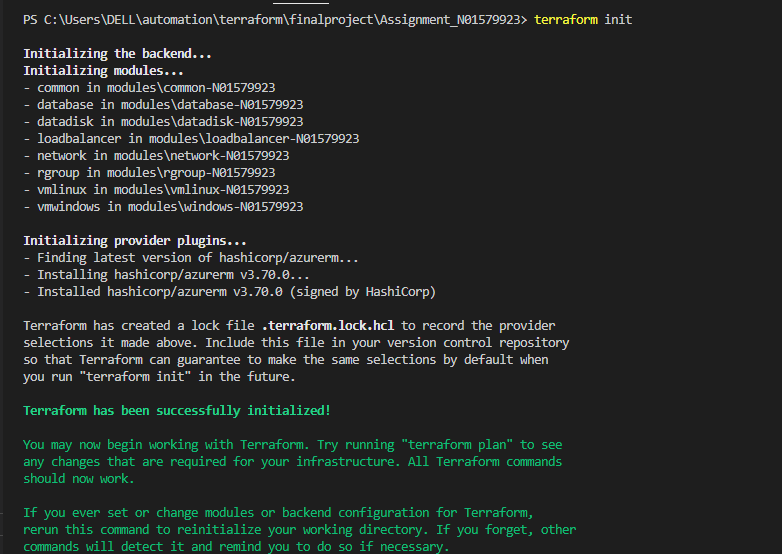 PS C:\Users\DELL\automation\terraform\finalproject\Assignment_N01579923> terraform init
Initializing the backend...
Initializing modules...
- common in modules\common-N01579923
- database in modules\database-N01579923
- datadisk in modules\datadisk-N01579923
- loadbalancer in modules\loadbalancer-N01579923
- network in modules\network-N01579923
- rgroup in modules\rgroup-N01579923
- vmlinux in modules\vmlinux-N01579923
- vmwindows in modules\windows-N01579923
Initializing provider plugins...
- Finding latest version of hashicorp/azurerm...
- Installing hashicorp/azurerm v3.70.0...
- Installed hashicorp/azurerm v3.70.0 (signed by HashiCorp)
Terraform has created a lock file .terraform.lock.hcl to record the provider
selections it made above. Include this file in your version control repository
so that Terraform can guarantee to make the same selections by default when
you run "terraform init" in the future.
Terraform has been successfully initialized!
You may now begin working with Terraform. Try running "terraform plan" to see
any changes that are required for your infrastructure. All Terraform commands
should now work.
If you ever set or change modules or backend configuration for Terraform,
rerun this command to reinitialize your working directory. If you forget, other
commands will detect it and remind you to do so if necessary.